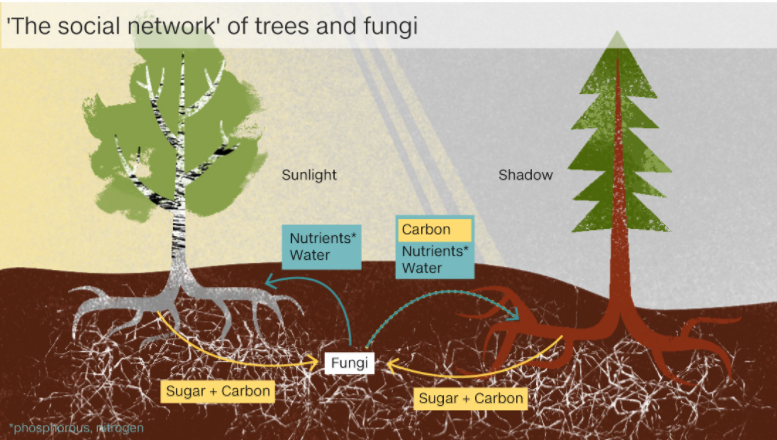 'The social network' of trees and fungi
Sunlight
Shadow
Nutrients*
Water
Carbon
Nutrients*
Water
Fungi
Sugar + Carbon
Sugar + Carbon
*phosphorous, nitrogen